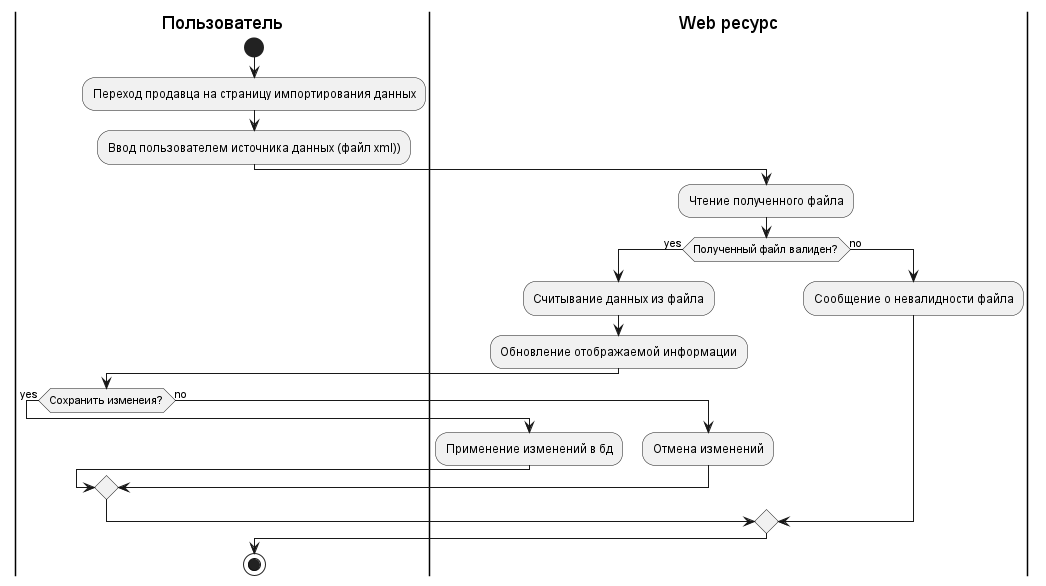 Пользователь
Web ресурс
Переход продавца на страницу импортирования данных
Ввод пользователем источника данных (файл xml))
Чтение полученного файла
yes
Полученный файл валиден?
no
Считывание данных из файла
Сообщение о невалидности файла
Обновление отображаемой информации
yes
Сохранить изменеия?
no
Применение изменений в бд
Отмена изменений